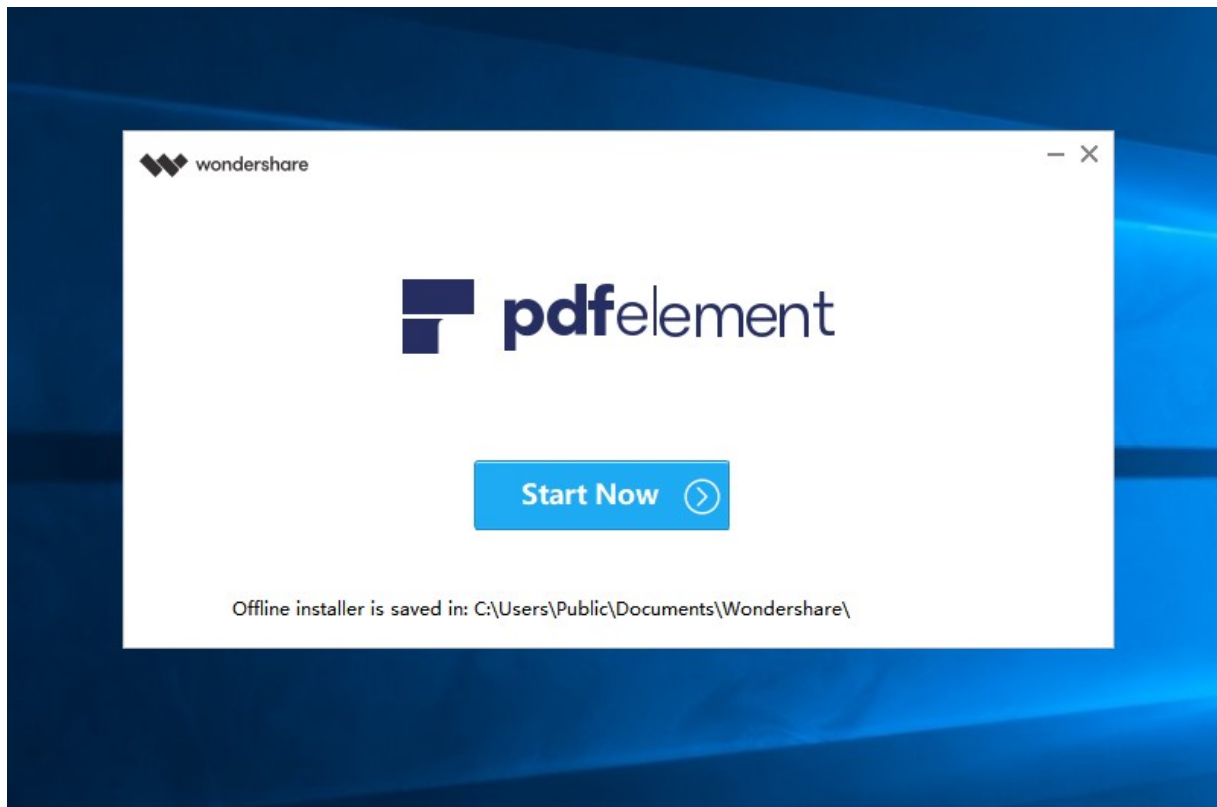 wondershare
pdfelement
Start Now
Offline installer is saved in: C:\Users\Public\Documents\Wondershare\